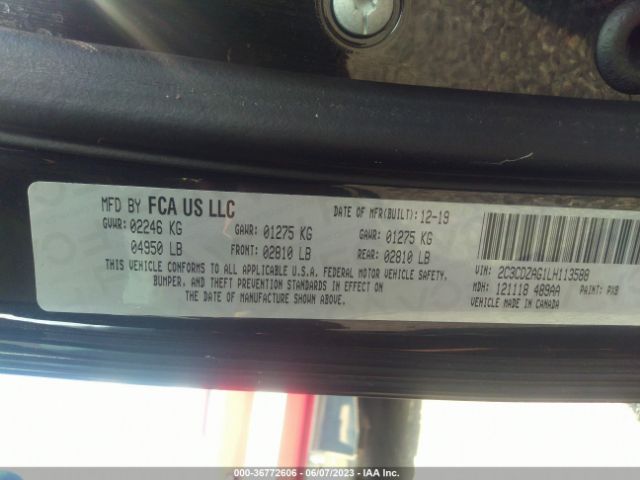 MFD BY FCA US LLC
DATE OF MFR(BUILT): 12-19
GVWR: 02246 KG
GAWR: 01275 KG
GAWR: 01275 KG
04950 LB
FRONT: 02810 LB
REAR: 02810 LB
THIS VEHICLE CONFORMS TO ALL APPLICABLE U.S.A. FEDERAL MOTOR VEHICLE SAFETY,
BUMPER, AND THEFT PREVENTION STANDARDS IN EFFECT ON
THE DATE OF MANUFACTURE SHOWN ABOVE.
VIN: 2C3CDZAG1LH113588
MDH: 121118 489AA PAINT: PX8
VEHICLE MADE IN CANADA
000-36772606 - 06/07/2023 - IAA Inc.